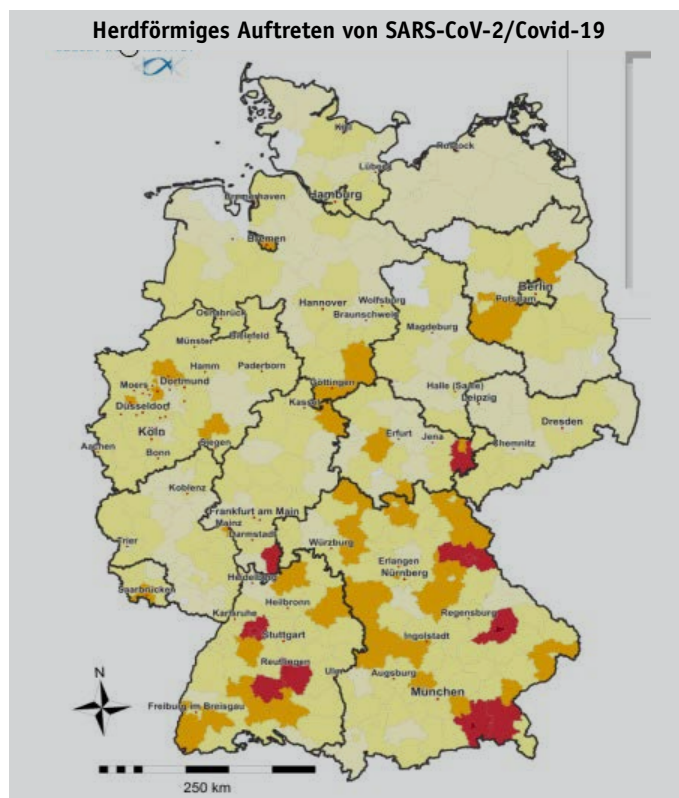 Herdförmiges Auftreten von SARS-CoV-2/Covid-19
Kiel
Rostock
Lübeck
Hamburg
Bremerhaven
Bremen
Berlin
Potsdam
Hannover
Wolfsburg
Braunschweig
Osnabrück
Magdeburg
Bielefeld
Münster
Hamm
Paderborn
Moers
Dortmund
Göttingen
Halle (Saale)
Leipzig
Düsseldorf
Kassel
Dresden
Köln
Siegen
Erfurt
Jena
Chemnitz
Aachen
Bonn
Koblenz
Frankfurt am Main
Mainz
Darmstadt
Würzburg
Trier
Erlangen
Nürnberg
Heidelberg
Saarbrücken
Heilbronn
Karlsruhe
Regensburg
Stuttgart
Ingolstadt
Reutlingen
Ulm
Augsburg
München
N
Freiburg im Breisgau
250 km